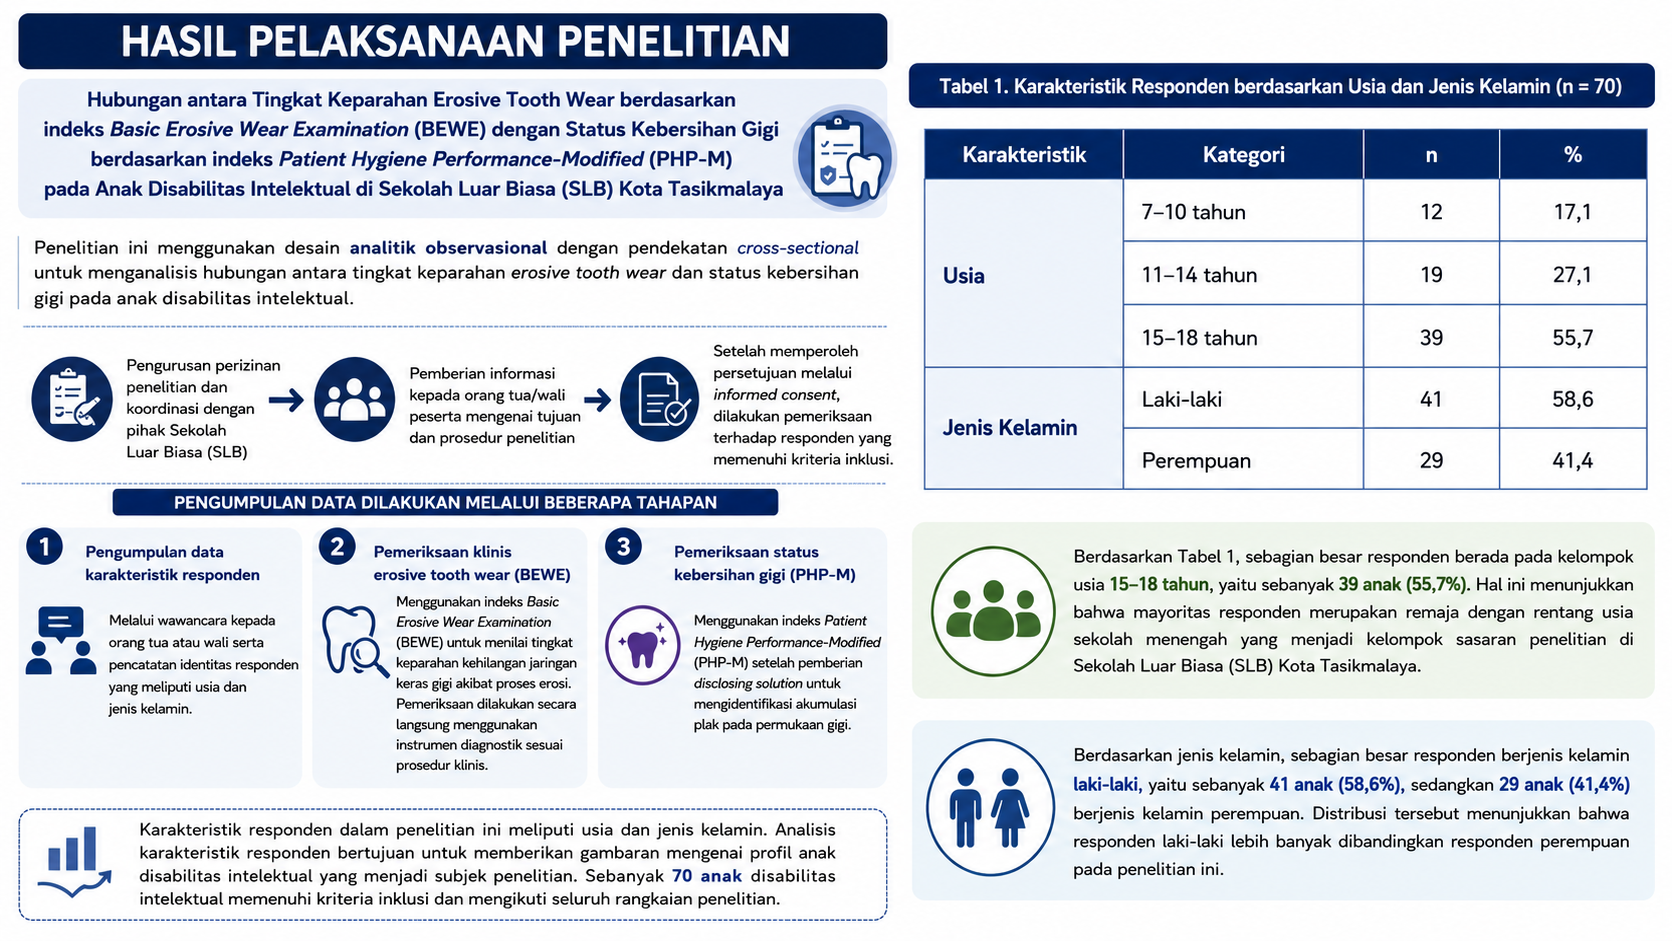 HASIL PELAKSANAAN PENELITIAN
Hubungan antara Tingkat Keparahan Erosive Tooth Wear berdasarkan
indeks Basic Erosive Wear Examination (BEWE) dengan Status Kebersihan Gigi
berdasarkan indeks Patient Hygiene Performance-Modified (PHP-M)
pada Anak Disabilitas Intelektual di Sekolah Luar Biasa (SLB) Kota Tasikmalaya
Penelitian ini menggunakan desain analitik observasional dengan pendekatan cross-sectional
untuk menganalisis hubungan antara tingkat keparahan erosive tooth wear dan status kebersihan
gigi pada anak disabilitas intelektual.
Pengurusan perizinan
penelitian dan
koordinasi dengan
pihak Sekolah
Luar Biasa (SLB)
Pemberian informasi
kepada orang tua/wali
peserta mengenai tujuan
dan prosedur penelitian
Setelah memperoleh
persetujuan melalui
informed consent,
dilakukan pemeriksaan
terhadap responden yang
memenuhi kriteria inklusi.
PENGUMPULAN DATA DILAKUKAN MELALUI BEBERAPA TAHAPAN
1
Pengumpulan data
karakteristik responden
Melalui wawancara kepada
orang tua atau wali serta
pencatatan identitas responden
yang meliputi usia dan
jenis kelamin.
2
Pemeriksaan klinis
erosive tooth wear (BEWE)
Menggunakan indeks Basic
Erosive Wear Examination
(BEWE) untuk menilai tingkat
keparahan kehilangan jaringan
keras gigi akibat proses erosi.
Pemeriksaan dilakukan secara
langsung menggunakan
instrumen diagnostik sesuai
prosedur klinis.
3
Pemeriksaan status
kebersihan gigi (PHP-M)
Menggunakan indeks Patient
Hygiene Performance-Modified
(PHP-M) setelah pemberian
disclosing solution untuk
mengidentifikasi akumulasi
plak pada permukaan gigi.
Karakteristik responden dalam penelitian ini meliputi usia dan jenis kelamin. Analisis
karakteristik responden bertujuan untuk memberikan gambaran mengenai profil anak
disabilitas intelektual yang menjadi subjek penelitian. Sebanyak 70 anak disabilitas
intelektual memenuhi kriteria inklusi dan mengikuti seluruh rangkaian penelitian.
Tabel 1. Karakteristik Responden berdasarkan Usia dan Jenis Kelamin (n = 70)
Karakteristik Kategori n %
Usia
7–10 tahun 12 17,1
11–14 tahun 19 27,1
15–18 tahun 39 55,7
Jenis Kelamin
Laki-laki 41 58,6
Perempuan 29 41,4
Berdasarkan Tabel 1, sebagian besar responden berada pada kelompok
usia 15–18 tahun, yaitu sebanyak 39 anak (55,7%). Hal ini menunjukkan
bahwa mayoritas responden merupakan remaja dengan rentang usia
sekolah menengah yang menjadi kelompok sasaran penelitian di
Sekolah Luar Biasa (SLB) Kota Tasikmalaya.
Berdasarkan jenis kelamin, sebagian besar responden berjenis kelamin
laki-laki, yaitu sebanyak 41 anak (58,6%), sedangkan 29 anak (41,4%)
berjenis kelamin perempuan. Distribusi tersebut menunjukkan bahwa
responden laki-laki lebih banyak dibandingkan responden perempuan
pada penelitian ini.